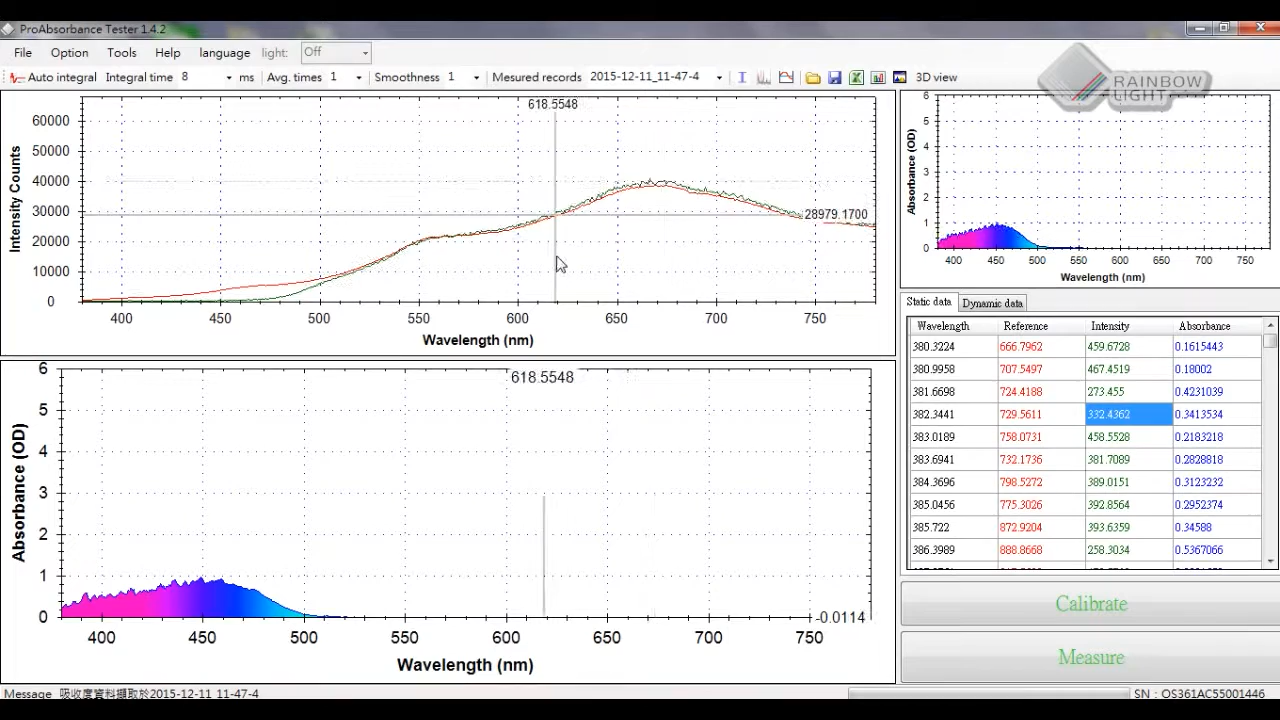 ProAbsorbance Tester 1.4.2
File Option Tools Help language light: Off
Auto integral Integral time 8 ms Avg. times 1 Smoothness 1 Mesured records 2015-12-11_11-47-4 3D view
RAINBOW
LIGHT
618.5548
60000
50000
40000
30000
20000
10000
0
Intensity Counts
28979.1700
400 450 500 550 600 650 700 750
Wavelength (nm)
6
5
4
3
2
1
0
Absorbance (OD)
400 450 500 550 600 650 700 750
Wavelength (nm)
618.5548
6
5
4
3
2
1
0
Absorbance (OD)
-0.0114
400 450 500 550 600 650 700 750
Wavelength (nm)
Static data Dynamic data
Wavelength Reference Intensity Absorbance
380.3224 666.7962 459.6728 0.1615443
380.9958 707.5497 467.4519 0.18002
381.6698 724.4188 273.455 0.4231039
382.3441 729.5611 332.4362 0.3413534
383.0189 758.0731 458.5528 0.2183218
383.6941 732.1736 381.7089 0.2828818
384.3696 798.5272 389.0151 0.3123232
385.0456 775.3026 392.8564 0.2952374
385.722 872.9204 393.6359 0.34588
386.3989 888.8668 258.3034 0.5367066
Calibrate
Measure
Message 吸收度資料擷取於2015-12-11 11-47-4
SN : OS361AC55001446